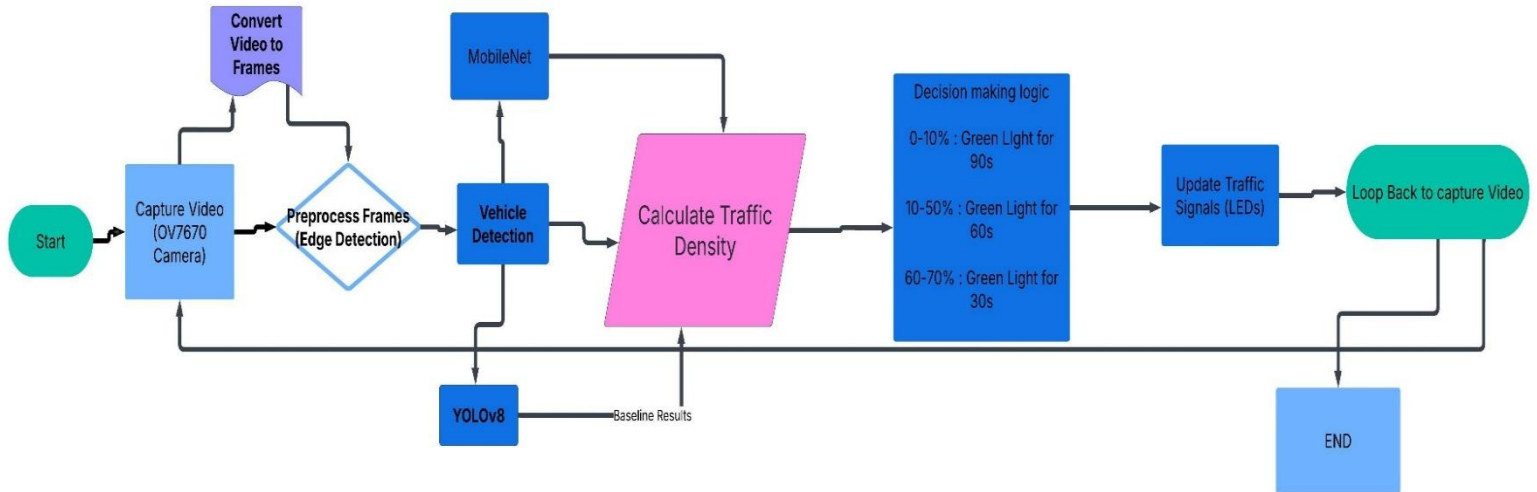 Start
Capture Video
(OV7670
Camera)
Convert
Video to
Frames
Preprocess Frames
(Edge Detection)
Vehicle
Detection
MobileNet
YOLOv8
Baseline Results
Calculate Traffic
Density
Decision making logic
0-10% : Green LIght for
90s
10-50% : Green Light for
60s
60-70% : Green Light for
30s
Update Traffic
Signals (LEDs)
Loop Back to capture Video
END